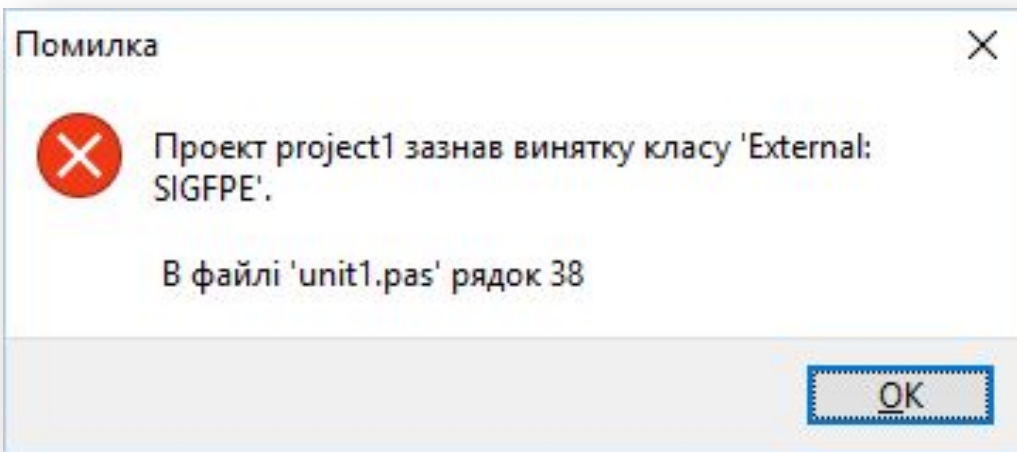 Помилка
Проект project1 зазнав винятку класу 'External:
SIGFPE'.
В файлі 'unit1.pas' рядок 38
OK